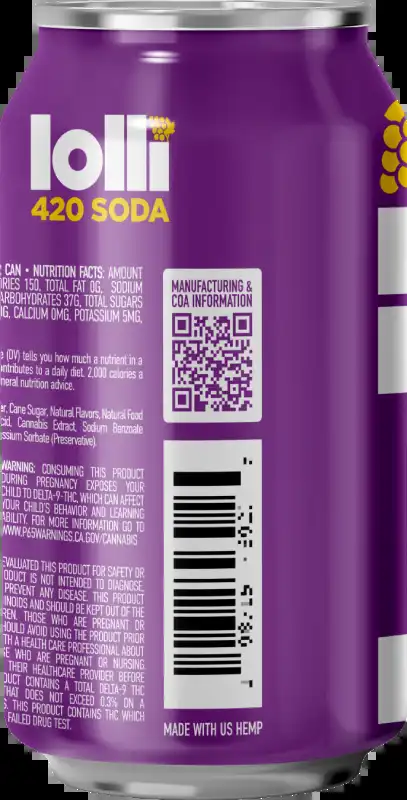 lolli
420 SODA
CAN • NUTRITION FACTS: AMOUNT
RIES 150, TOTAL FAT 0G, SODIUM
ARBOHYDRATES 37G, TOTAL SUGARS
G, CALCIUM 0MG, POTASSIUM 5MG,
e (DV) tells you how much a nutrient in a
ontributes to a daily diet. 2,000 calories a
neral nutrition advice.
er, Cane Sugar, Natural Flavors, Natural Food
cid, Cannabis Extract, Sodium Benzoate
assium Sorbate (Preservative).
WARNING: CONSUMING THIS PRODUCT
DURING PREGNANCY EXPOSES YOUR
CHILD TO DELTA-9-THC, WHICH CAN AFFECT
YOUR CHILD'S BEHAVIOR AND LEARNING
ABILITY. FOR MORE INFORMATION GO TO
WWW.P65WARNINGS.CA.GOV/CANNABIS
EVALUATED THIS PRODUCT FOR SAFETY OR
ODUCT IS NOT INTENDED TO DIAGNOSE,
PREVENT ANY DISEASE. THIS PRODUCT
INOIDS AND SHOULD BE KEPT OUT OF THE
REN. THOSE WHO ARE PREGNANT OR
HOULD AVOID USING THE PRODUCT PRIOR
TH A HEALTH CARE PROFESSIONAL ABOUT
SE WHO ARE PREGNANT OR NURSING
THEIR HEALTHCARE PROVIDER BEFORE
DUCT CONTAINS A TOTAL DELTA-9 THC
THAT DOES NOT EXCEED 0.3% ON A
S. THIS PRODUCT CONTAINS THC WHICH
FAILED DRUG TEST.
MANUFACTURING &
COA INFORMATION
MADE WITH US HEMP